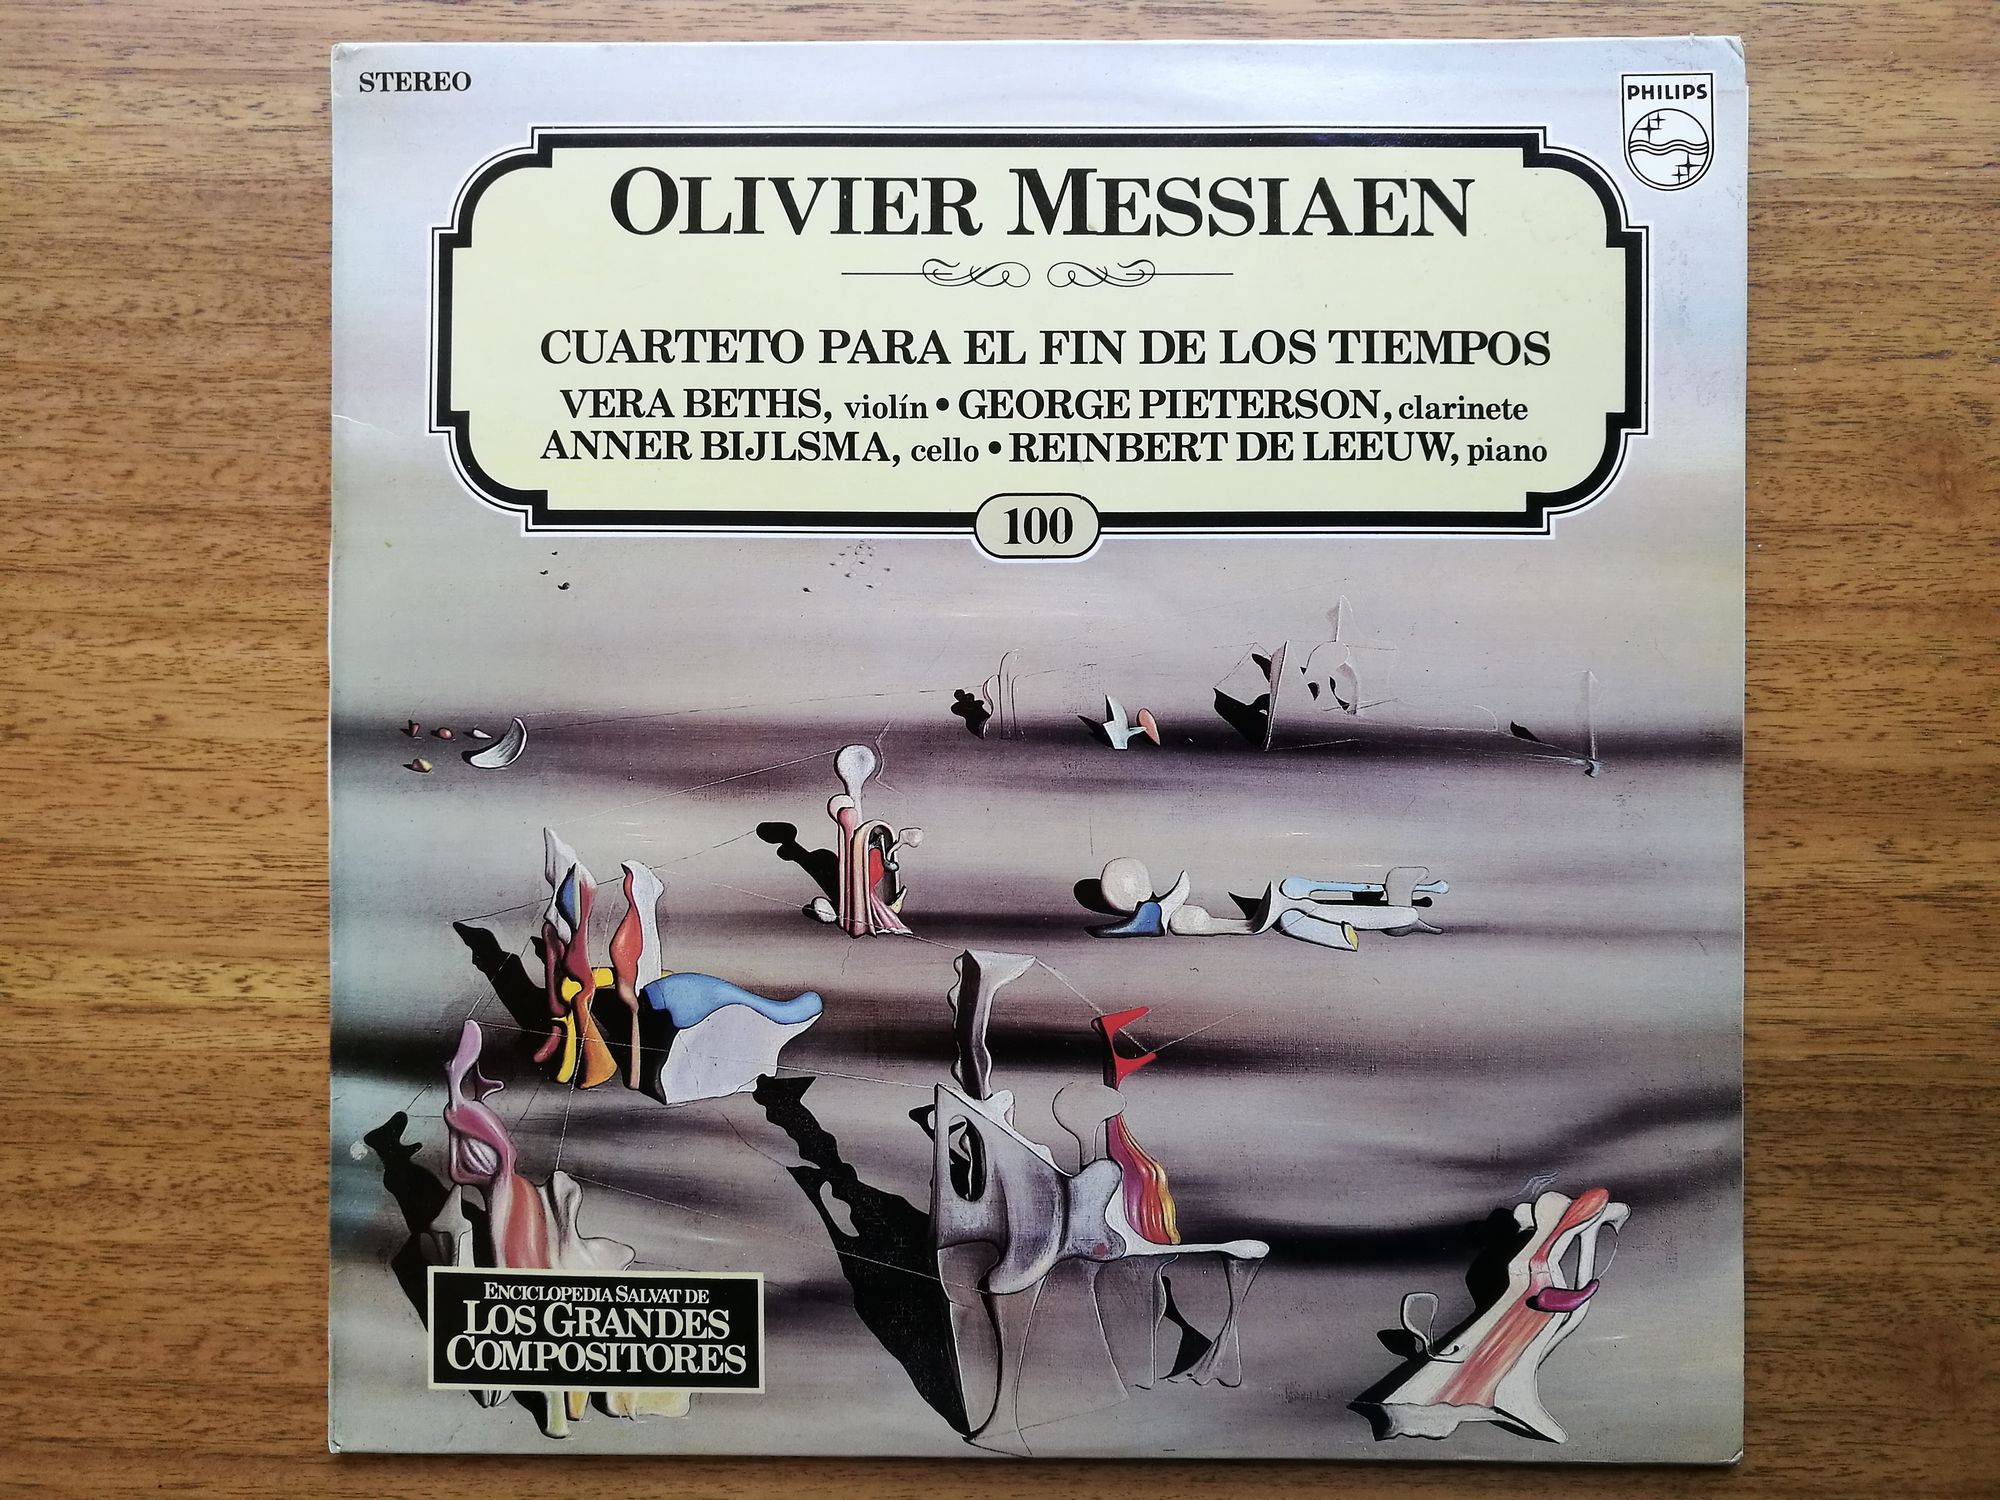 STEREO
PHILIPS
OLIVIER MESSIAEN
CUARTETO PARA EL FIN DE LOS TIEMPOS
VERA BETHS, violín • GEORGE PIETERSON, clarinete
ANNER BIJLSMA, cello • REINBERT DE LEEUW, piano
100
ENCICLOPEDIA SALVAT DE
LOS GRANDES
COMPOSITORES